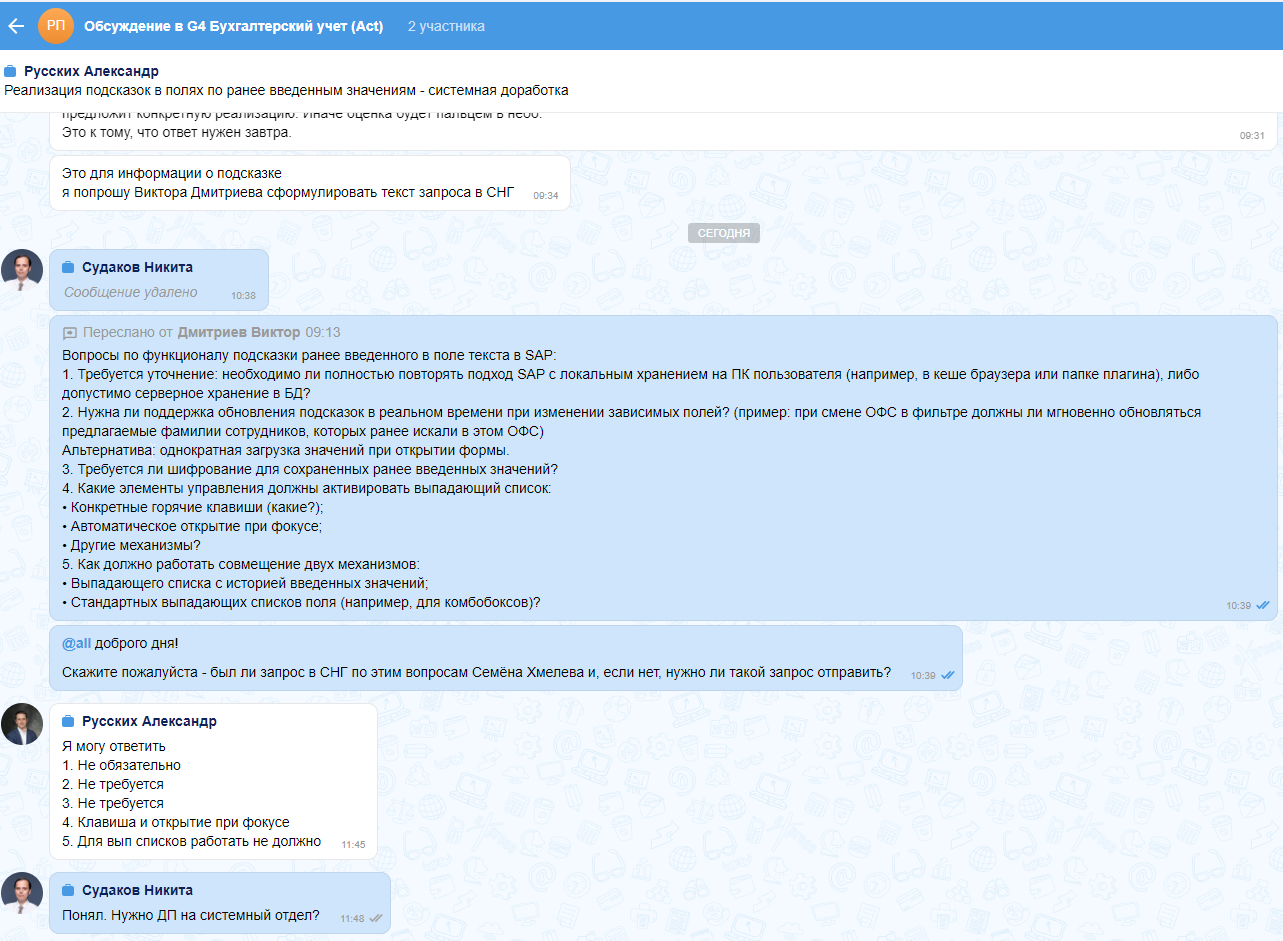 РП
Обсуждение в G4 Бухгалтерский учет (Act) 2 участника
Русских Александр
Реализация подсказок в полях по ранее введенным значениям - системная доработка
предложит конкретную реализацию. Иначе оценка будет пальцем в небо.
Это к тому, что ответ нужен завтра.
09:31
Это для информации о подсказке
я попрошу Виктора Дмитриева сформулировать текст запроса в СНГ 09:34
СЕГОДНЯ
Судаков Никита
Сообщение удалено 10:38
Переслано от Дмитриев Виктор 09:13
Вопросы по функционалу подсказки ранее введенного в поле текста в SAP:
1. Требуется уточнение: необходимо ли полностью повторять подход SAP с локальным хранением на ПК пользователя (например, в кеше браузера или папке плагина), либо
допустимо серверное хранение в БД?
2. Нужна ли поддержка обновления подсказок в реальном времени при изменении зависимых полей? (пример: при смене ОФС в фильтре должны ли мгновенно обновляться
предлагаемые фамилии сотрудников, которых ранее искали в этом ОФС)
Альтернатива: однократная загрузка значений при открытии формы.
3. Требуется ли шифрование для сохраненных ранее введенных значений?
4. Какие элементы управления должны активировать выпадающий список:
• Конкретные горячие клавиши (какие?);
• Автоматическое открытие при фокусе;
• Другие механизмы?
5. Как должно работать совмещение двух механизмов:
• Выпадающего списка с историей введенных значений;
• Стандартных выпадающих списков поля (например, для комбобоксов)?
10:39
@all доброго дня!
Скажите пожалуйста - был ли запрос в СНГ по этим вопросам Семёна Хмелева и, если нет, нужно ли такой запрос отправить? 10:39
Русских Александр
Я могу ответить
1. Не обязательно
2. Не требуется
3. Не требуется
4. Клавиша и открытие при фокусе
5. Для вып списков работать не должно 11:45
Судаков Никита
Понял. Нужно ДП на системный отдел? 11:48